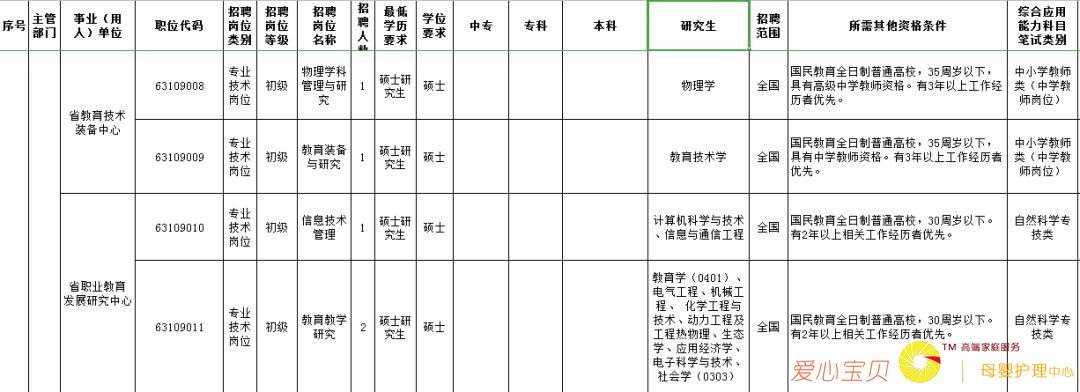 序号 主管部门 事业（用人）单位 职位代码 招聘岗位类别 招聘岗位等级 招聘岗位名称 招聘人数 最低学历要求 学位要求 中专 专科 本科 研究生 招聘范围 所需其他资格条件 综合应用能力科目笔试类别
省教育技术
装备中心
63109008
专业
技术
岗位
初级
物理学科
管理与研
究
1
硕士研
究生
硕士
物理学
全国
国民教育全日制普通高校，35周岁以下，
具有高级中学教师资格。有3年以上工作经
历者优先。
中小学教师
类（中学教
师岗位）
63109009
专业
技术
岗位
初级
教育装备
与研究
1
硕士研
究生
硕士
教育技术学
全国
国民教育全日制普通高校，35周岁以下，
具有中学教师资格。有3年以上工作经历者
优先。
中小学教师
类（中学教
师岗位）
省职业教育
发展研究中心
63109010
专业
技术
岗位
初级
信息技术
管理
1
硕士研
究生
硕士
计算机科学与技术
、信息与通信工程
全国
国民教育全日制普通高校，30周岁以下。
有2年以上相关工作经历者优先。
自然科学专
技类
63109011
专业
技术
岗位
初级
教育教学
研究
2
硕士研
究生
硕士
教育学（0401）、
电气工程、机械工
程、 化学工程与
技术、动力工程及
工程热物理、生态
学、应用经济学、
电子科学与技术、
社会学（0303）
全国
国民教育全日制普通高校，30周岁以下。
有2年以上相关工作经历者优先。
自然科学专
技类
爱心宝贝
TM 高端家庭服务
母婴护理中心